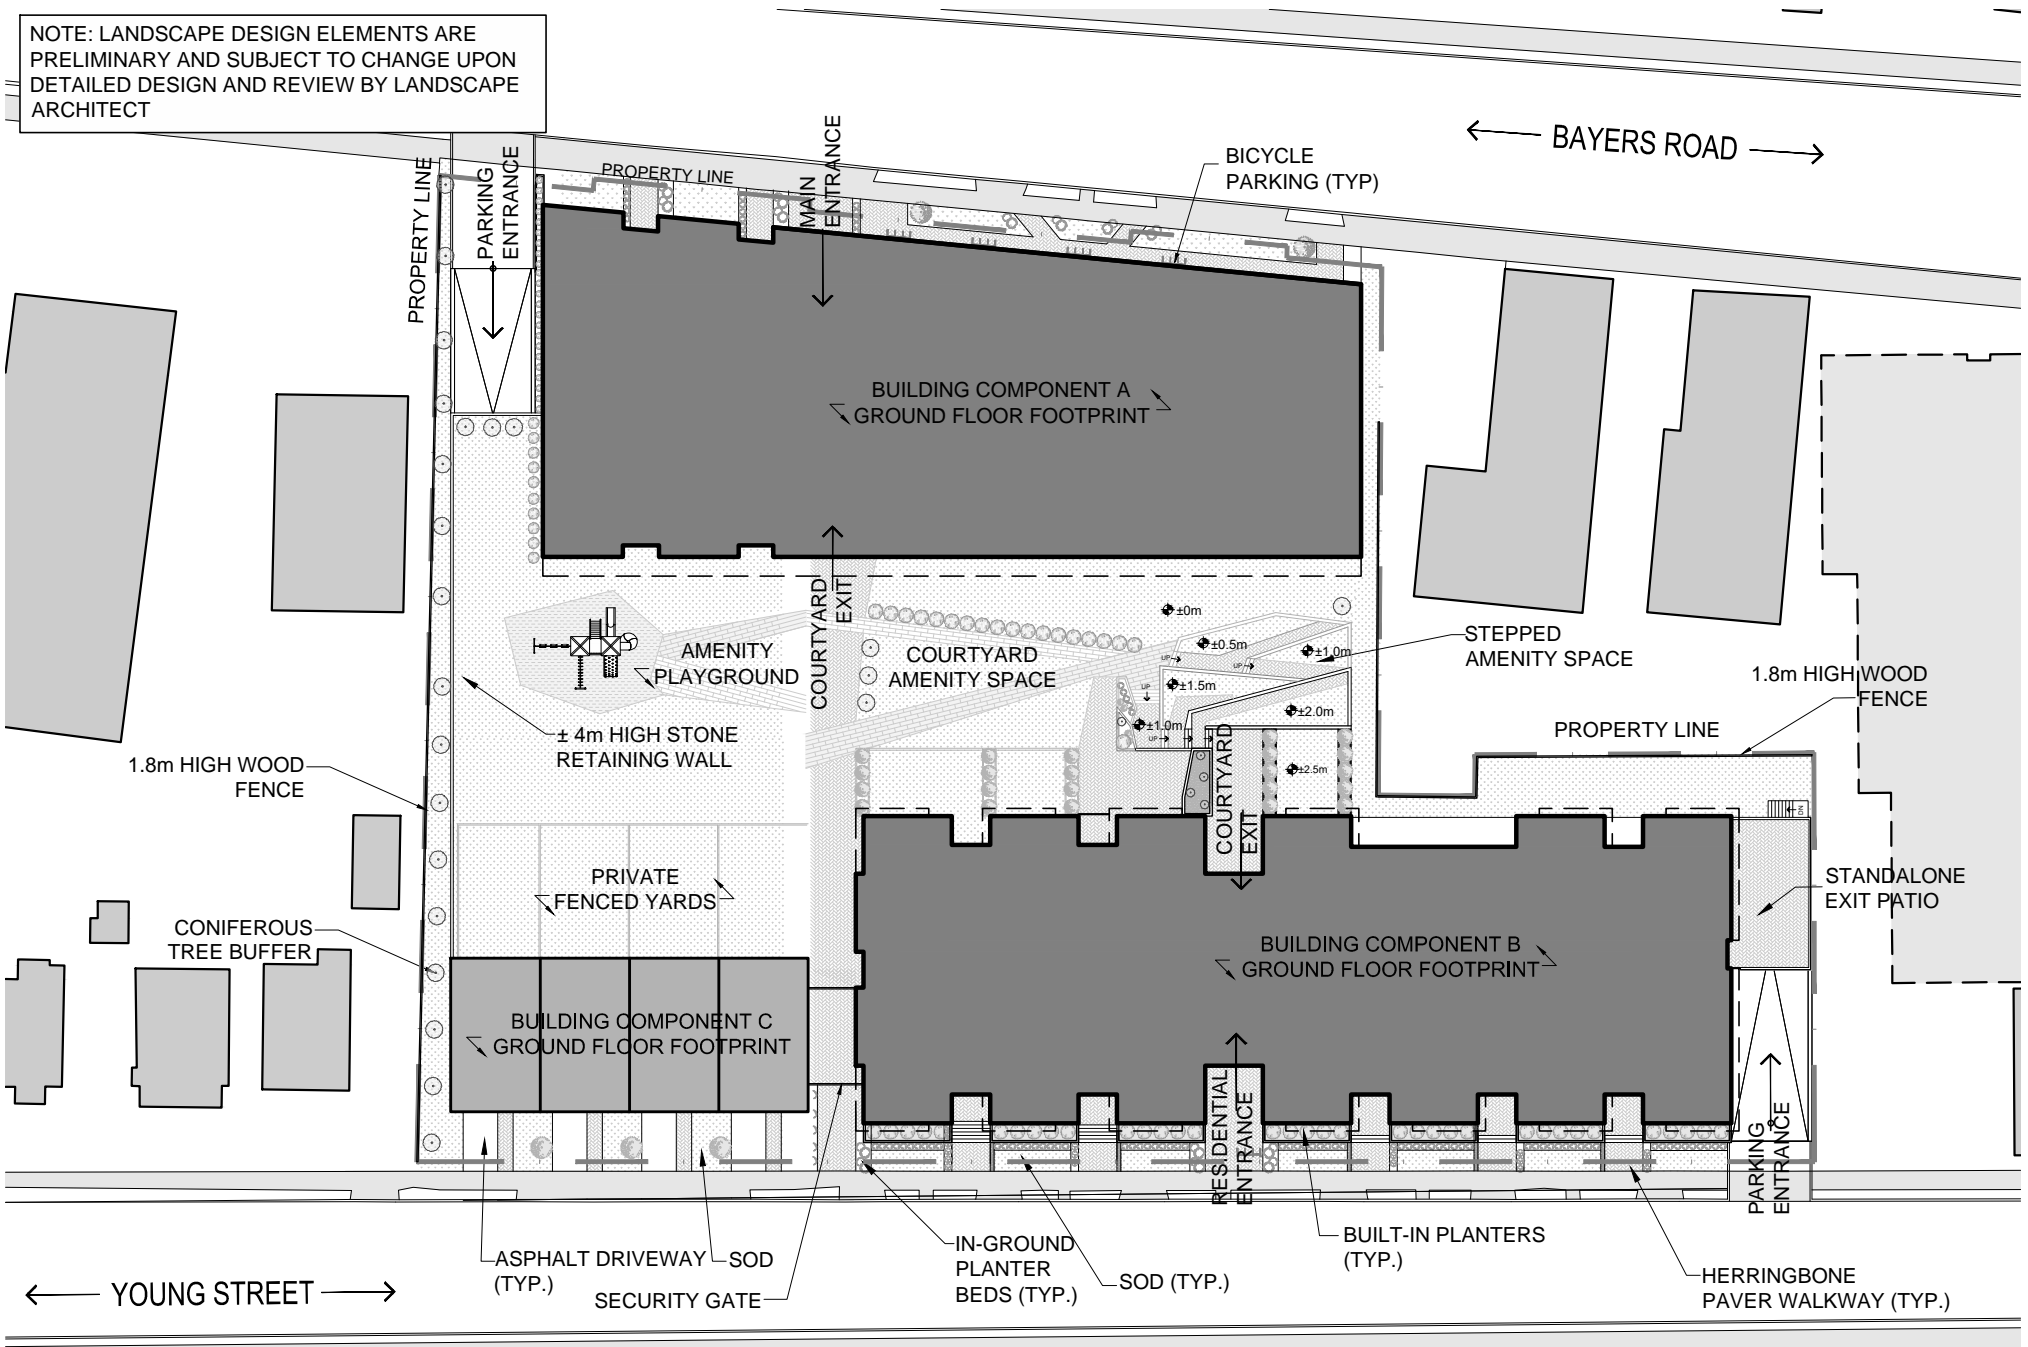 NOTE: LANDSCAPE DESIGN ELEMENTS ARE
PRELIMINARY AND SUBJECT TO CHANGE UPON
DETAILED DESIGN AND REVIEW BY LANDSCAPE
ARCHITECT
BAYERS ROAD
PROPERTY LINE
PARKING
ENTRANCE
PROPERTY LINE
MAIN
ENTRANCE
BICYCLE
PARKING (TYP)
BUILDING COMPONENT A
GROUND FLOOR FOOTPRINT
COURTYARD
EXIT
±0m
±0.5m
±1.0m
±1.5m
±2.0m
±1.0m
±2.5m
UP
UP
UP
UP
STEPPED
AMENITY SPACE
AMENITY
PLAYGROUND
COURTYARD
AMENITY SPACE
1.8m HIGH WOOD
FENCE
PROPERTY LINE
± 4m HIGH STONE
RETAINING WALL
1.8m HIGH WOOD
FENCE
COURTYARD
EXIT
DN
PRIVATE
FENCED YARDS
STANDALONE
EXIT PATIO
CONIFEROUS
TREE BUFFER
BUILDING COMPONENT B
GROUND FLOOR FOOTPRINT
BUILDING COMPONENT C
GROUND FLOOR FOOTPRINT
RESIDENTIAL
ENTRANCE
PARKING
ENTRANCE
ASPHALT DRIVEWAY
(TYP.)
SOD
SECURITY GATE
IN-GROUND
PLANTER
BEDS (TYP.)
SOD (TYP.)
BUILT-IN PLANTERS
(TYP.)
HERRINGBONE
PAVER WALKWAY (TYP.)
YOUNG STREET